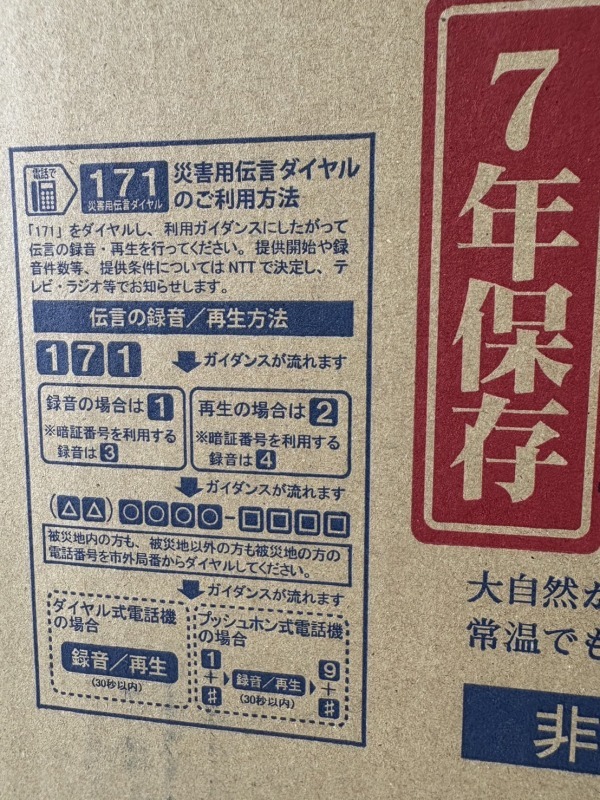 電話で
171
災害用伝言ダイヤル
災害用伝言ダイヤル
のご利用方法
「171」をダイヤルし、利用ガイダンスにしたがって
伝言の録音・再生を行ってください。提供開始や録
音件数等、提供条件についてはNTTで決定し、テ
レビ・ラジオ等でお知らせします。
伝言の録音/再生方法
171 ガイダンスが流れます
録音の場合は1
※暗証番号を利用する
録音は3
再生の場合は2
※暗証番号を利用する
録音は4
ガイダンスが流れます
(△△)○○○○-□□□□
被災地内の方も、被災地以外の方も被災地の方の
電話番号を市外局番からダイヤルしてください。
ガイダンスが流れます
ダイヤル式電話機
の場合
録音/再生
(30秒以内)
プッシュホン式電話機
の場合
1+♯ 録音/再生 9+♯
(30秒以内)
7年保存
大自然
常温でも
非